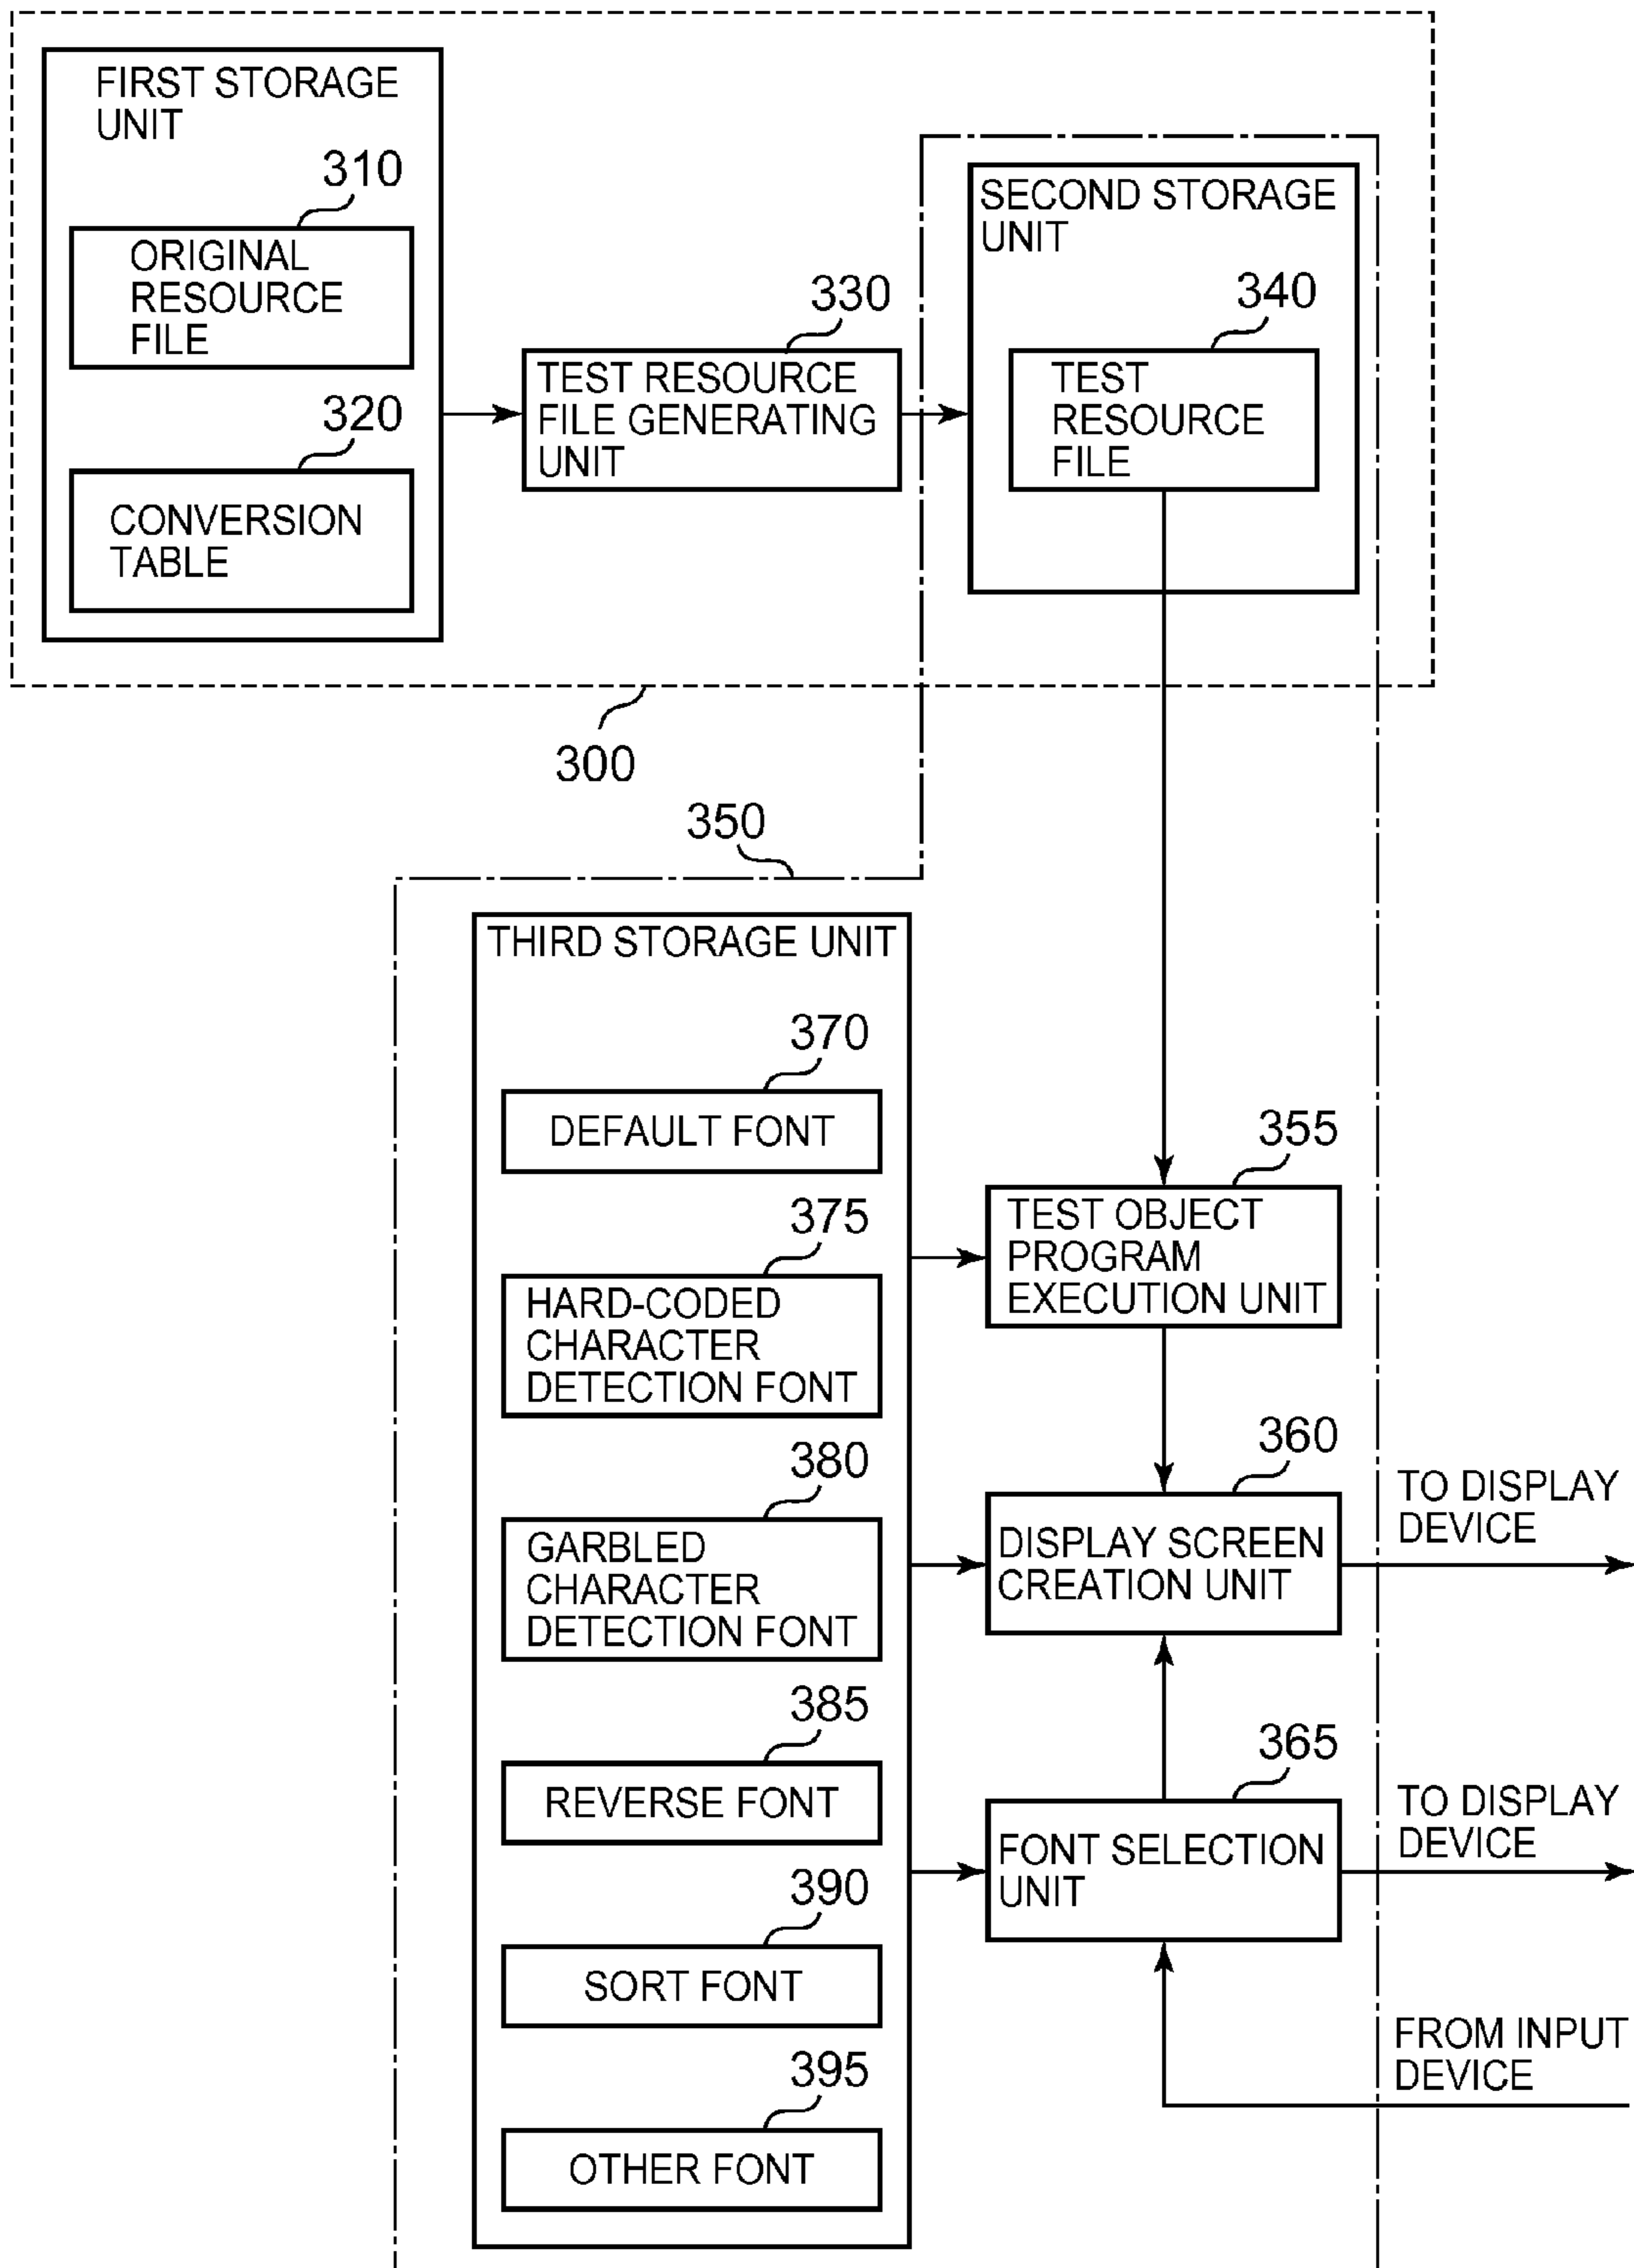 FIRST STORAGE
UNIT
310
ORIGINAL
RESOURCE
FILE
320
CONVERSION
TABLE
330
TEST RESOURCE
FILE GENERATING
UNIT
SECOND STORAGE
UNIT
340
TEST
RESOURCE
FILE
300
350
THIRD STORAGE UNIT
370
DEFAULT FONT
375
HARD-CODED
CHARACTER
DETECTION FONT
380
GARBLED
CHARACTER
DETECTION FONT
385
REVERSE FONT
390
SORT FONT
395
OTHER FONT
355
TEST OBJECT
PROGRAM
EXECUTION UNIT
360
DISPLAY SCREEN
CREATION UNIT
TO DISPLAY
DEVICE
365
FONT SELECTION
UNIT
TO DISPLAY
DEVICE
FROM INPUT
DEVICE